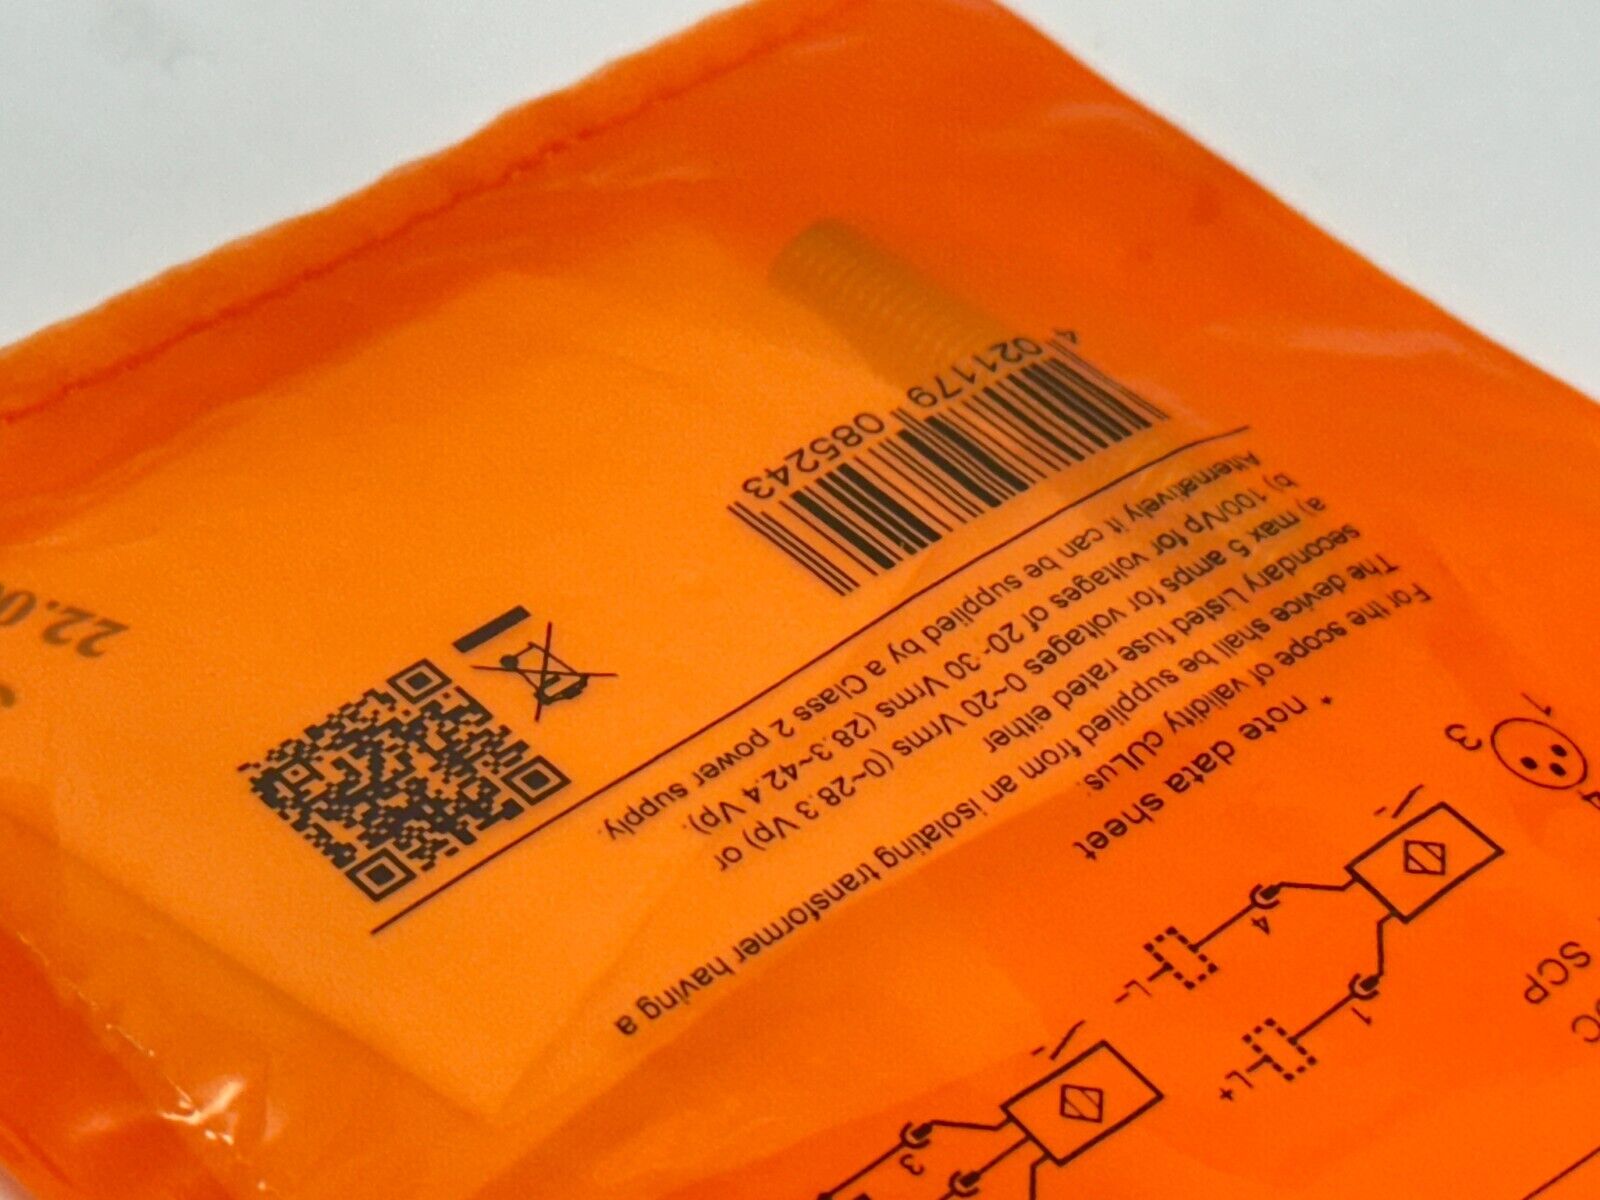 SCP
L+
1
L-
4
3
3
1
* note data sheet
For the scope of validity cULus:
The device shall be supplied from an isolating transformer having a
secondary Listed fuse rated either
a) max 5 amps for voltages 0~20 Vrms (0~28.3 Vp) or
b) 100/Vp for voltages of 20~30 Vrms (28.3~42.4 Vp).
Alternatively it can be supplied by a Class 2 power supply.
4 021179 085243